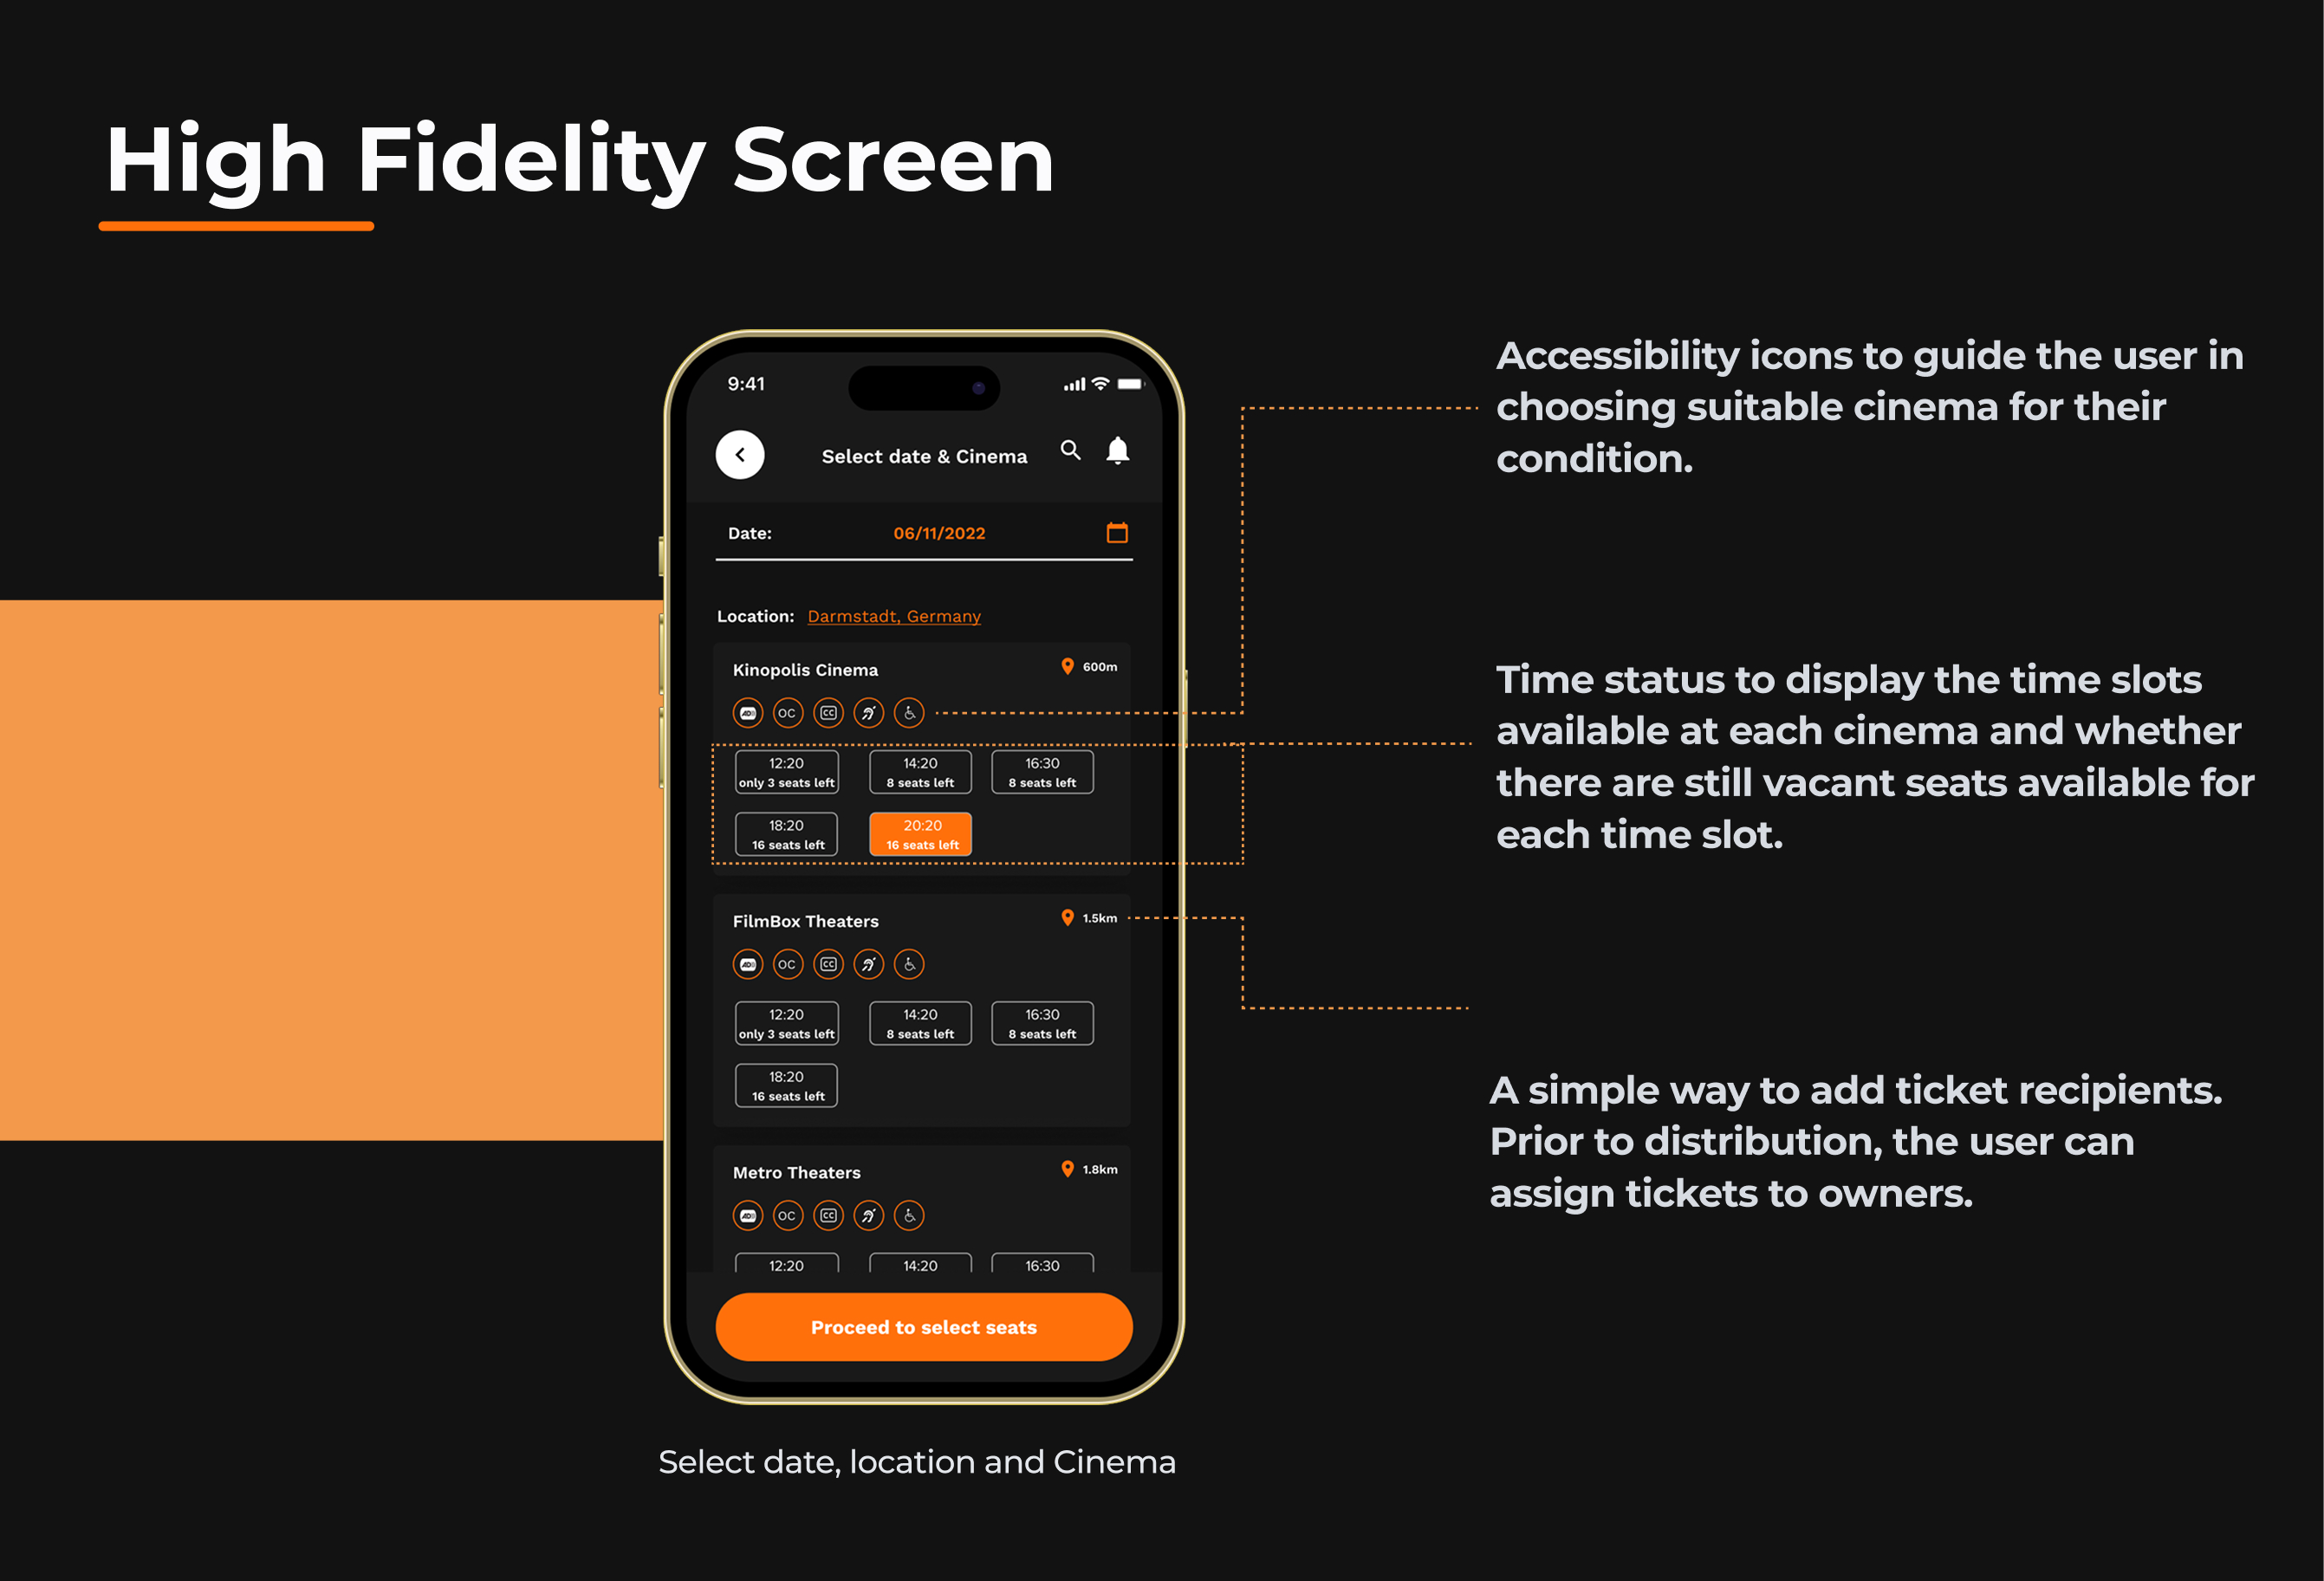 High Fidelity Screen
9:41
Select date & Cinema
Date: 06/11/2022
Location: Darmstadt, Germany
Kinopolis Cinema 600m
AD OC CC
12:20 14:20 16:30
only 3 seats left 8 seats left 8 seats left
18:20 20:20
16 seats left 16 seats left
FilmBox Theaters 1.5km
AD OC CC
12:20 14:20 16:30
only 3 seats left 8 seats left 8 seats left
18:20
16 seats left
Metro Theaters 1.8km
AD OC CC
12:20 14:20 16:30
Proceed to select seats
Select date, location and Cinema
Accessibility icons to guide the user in
choosing suitable cinema for their
condition.
Time status to display the time slots
available at each cinema and whether
there are still vacant seats available for
each time slot.
A simple way to add ticket recipients.
Prior to distribution, the user can
assign tickets to owners.